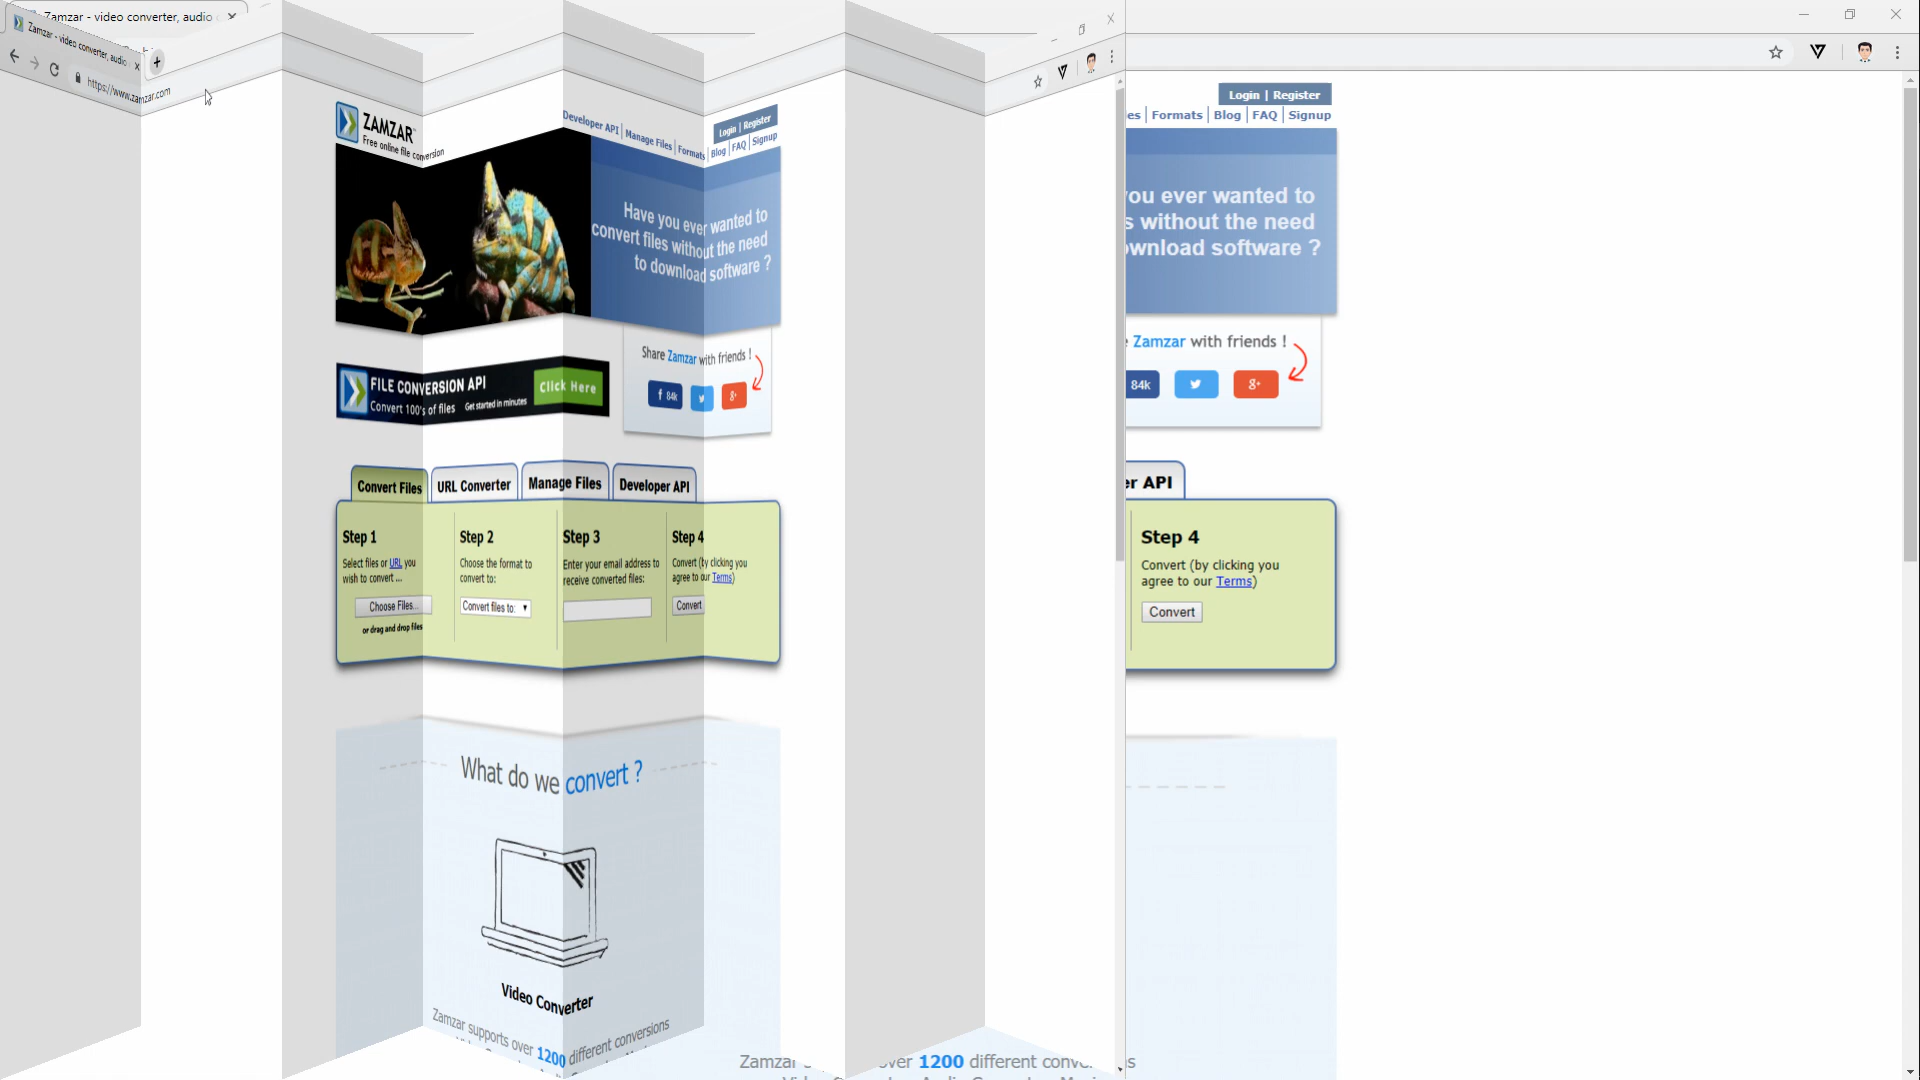 Zamzar - video converter, audio
Zamzar - video converter, audio
https://www.zamzar.com
ZAMZAR
Free online file conversion
Developer API | Manage Files | Formats | Blog | FAQ | Signup
Login | Register
Have you ever wanted to
convert files without the need
to download software ?
FILE CONVERSION API
Convert 100's of files
Get started in minutes
Click Here
Share Zamzar with friends !
84k
8+
Convert Files
URL Converter
Manage Files
Developer API
Step 1
Select files or URL you
wish to convert ...
Choose Files...
or drag and drop files
Step 2
Choose the format to
convert to:
Convert files to:
Step 3
Enter your email address to
receive converted files:
Step 4
Convert (by clicking you
agree to our Terms)
Convert
What do we convert ?
Video Converter
Zamzar supports over 1200 different conversions
Login | Register
es | Formats | Blog | FAQ | Signup
you ever wanted to
s without the need
ownload software ?
Zamzar with friends !
84k
8+
er API
Step 4
Convert (by clicking you
agree to our Terms)
Convert
Zamzar
over 1200 different